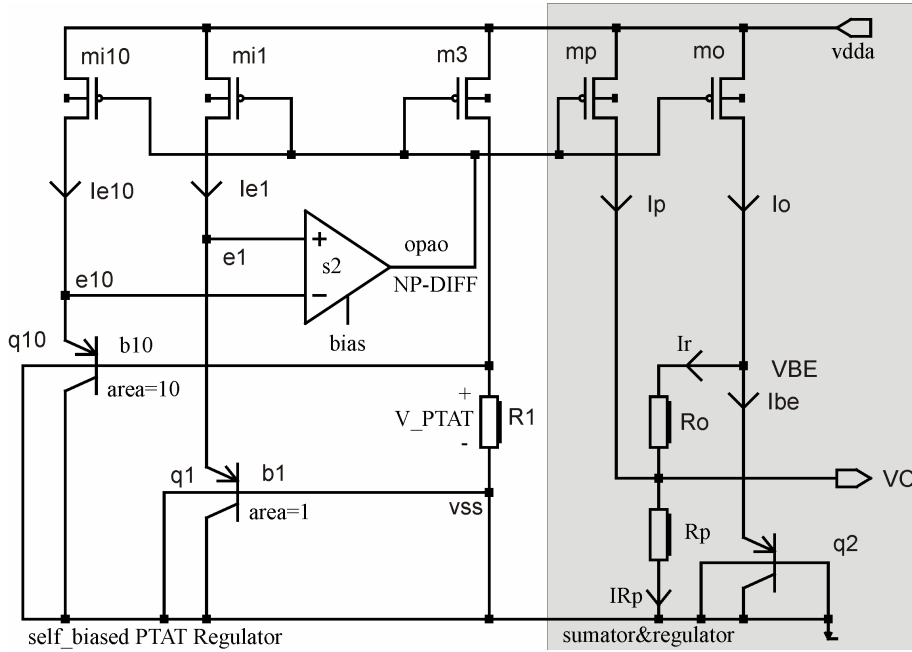 mi10
mi1
m3
mp
mo
vdda
Ie10
Ie1
Ip
Io
+
e1
s2
opao
NP-DIFF
e10
−
bias
q10
b10
area=10
Ir
VBE
Ibe
+
V_PTAT
-
R1
Ro
q1
b1
area=1
vss
VO
Rp
q2
IRp
self_biased PTAT Regulator
sumator&regulator